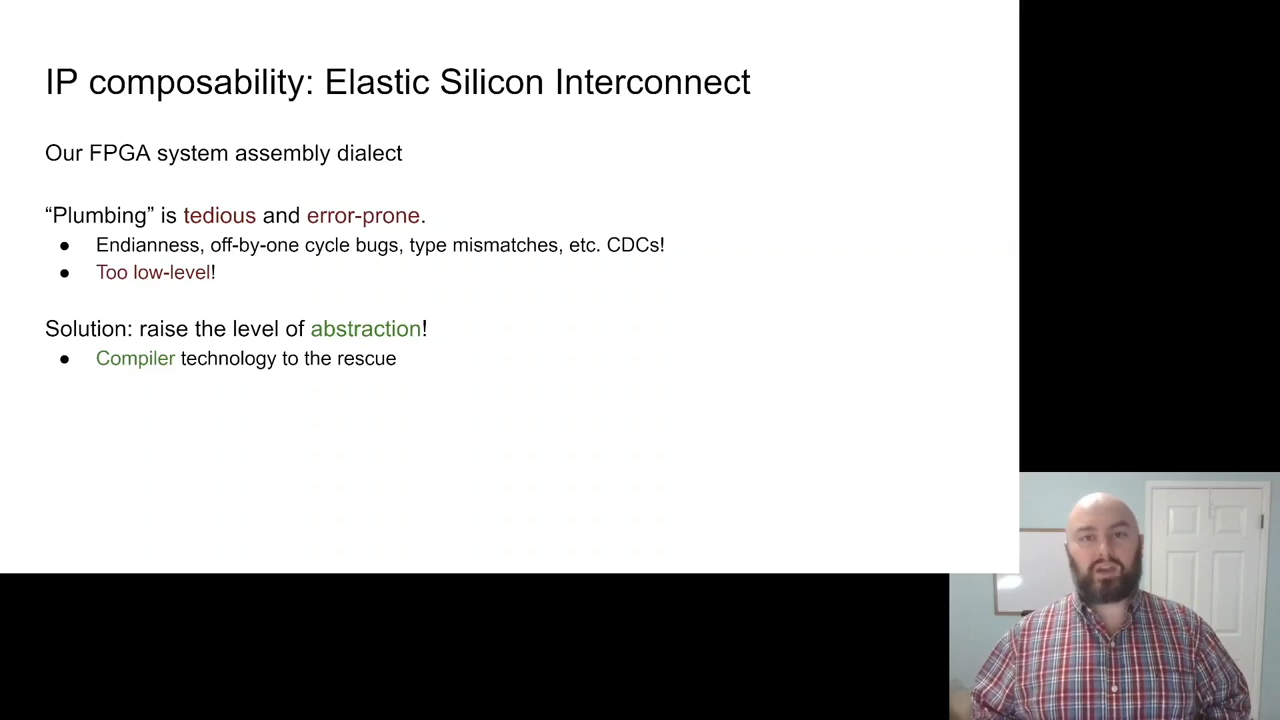 IP composability: Elastic Silicon Interconnect
Our FPGA system assembly dialect
“Plumbing” is tedious and error-prone.
● Endianness, off-by-one cycle bugs, type mismatches, etc. CDCs!
● Too low-level!
Solution: raise the level of abstraction!
● Compiler technology to the rescue